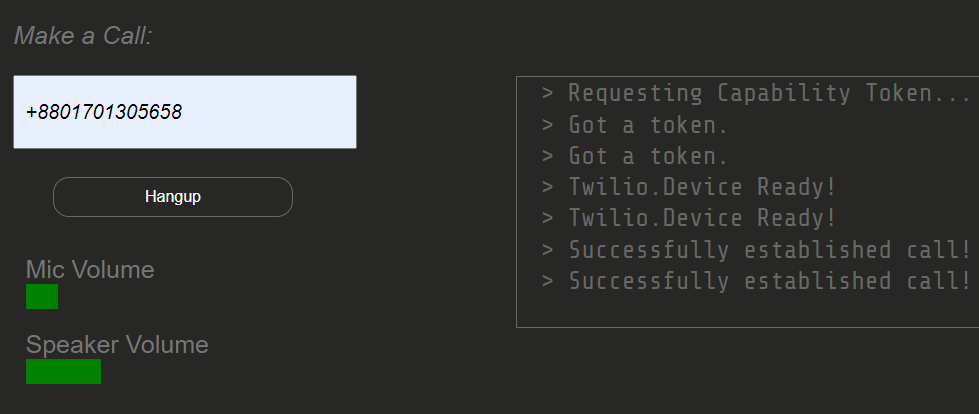 Make a Call:
+8801701305658
Hangup
Mic Volume
Speaker Volume
> Requesting Capability Token...
> Got a token.
> Got a token.
> Twilio.Device Ready!
> Twilio.Device Ready!
> Successfully established call!
> Successfully established call!